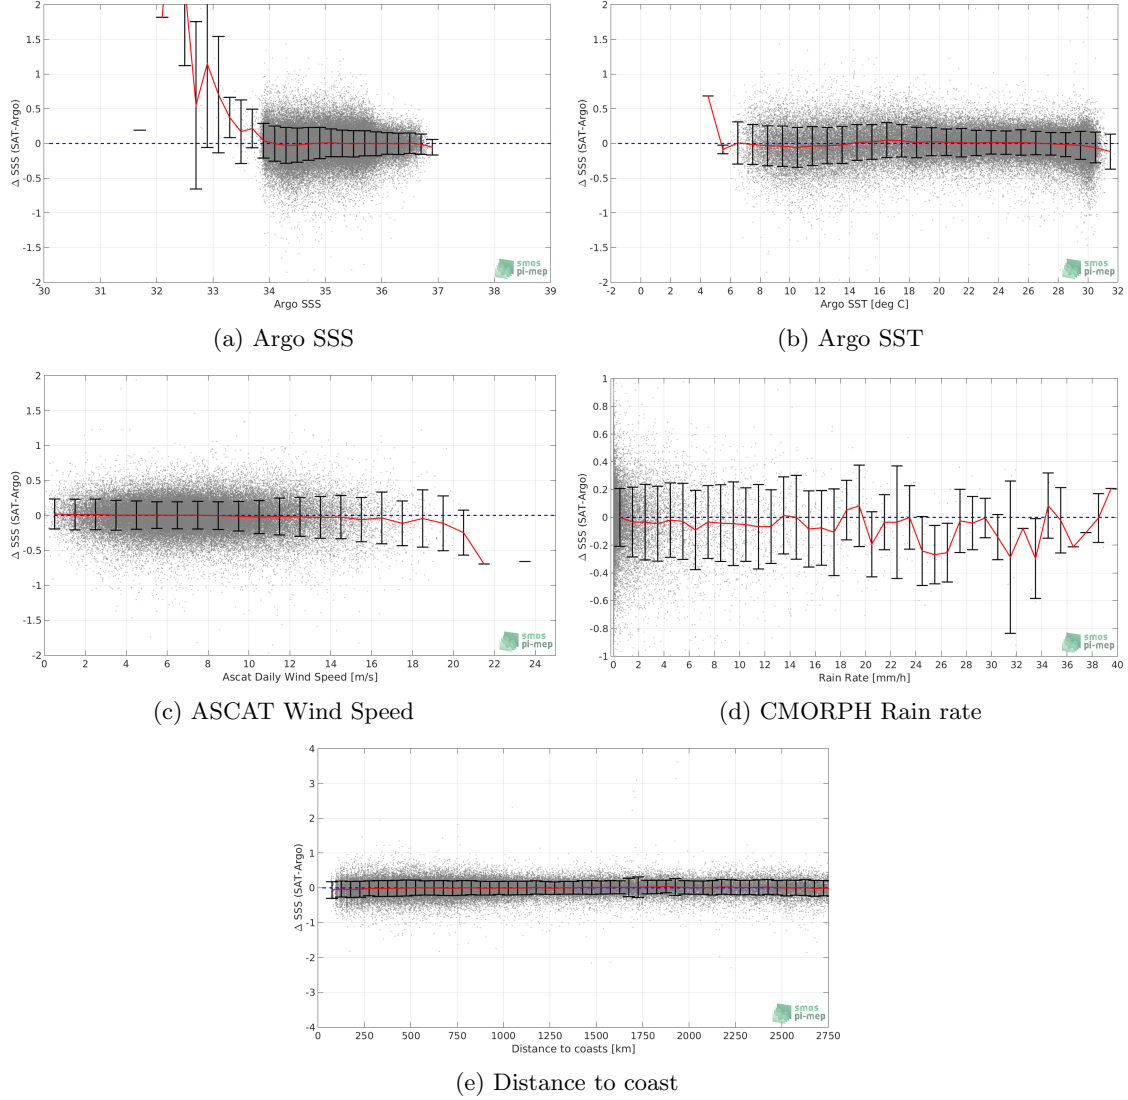 2
1.5
1
0.5
0
-0.5
-1
-1.5
-2
Δ SSS (SAT-Argo)
30 31 32 33 34 35 36 37 38 39
Argo SSS
smos
pi-mep
(a) Argo SSS
2
1.5
1
0.5
0
-0.5
-1
-1.5
-2
Δ SSS (SAT-Argo)
-2 0 2 4 6 8 10 12 14 16 18 20 22 24 26 28 30 32
Argo SST [deg C]
smos
pi-mep
(b) Argo SST
2
1.5
1
0.5
0
-0.5
-1
-1.5
-2
Δ SSS (SAT-Argo)
0 2 4 6 8 10 12 14 16 18 20 22 24
Ascat Daily Wind Speed [m/s]
smos
pi-mep
(c) ASCAT Wind Speed
1
0.8
0.6
0.4
0.2
0
-0.2
-0.4
-0.6
-0.8
-1
Δ SSS (SAT-Argo)
0 2 4 6 8 10 12 14 16 18 20 22 24 26 28 30 32 34 36 38 40
Rain Rate [mm/h]
smos
pi-mep
(d) CMORPH Rain rate
4
3
2
1
0
-1
-2
-3
-4
Δ SSS (SAT-Argo)
0 250 500 750 1000 1250 1500 1750 2000 2250 2500 2750
Distance to coasts [km]
smos
pi-mep
(e) Distance to coast